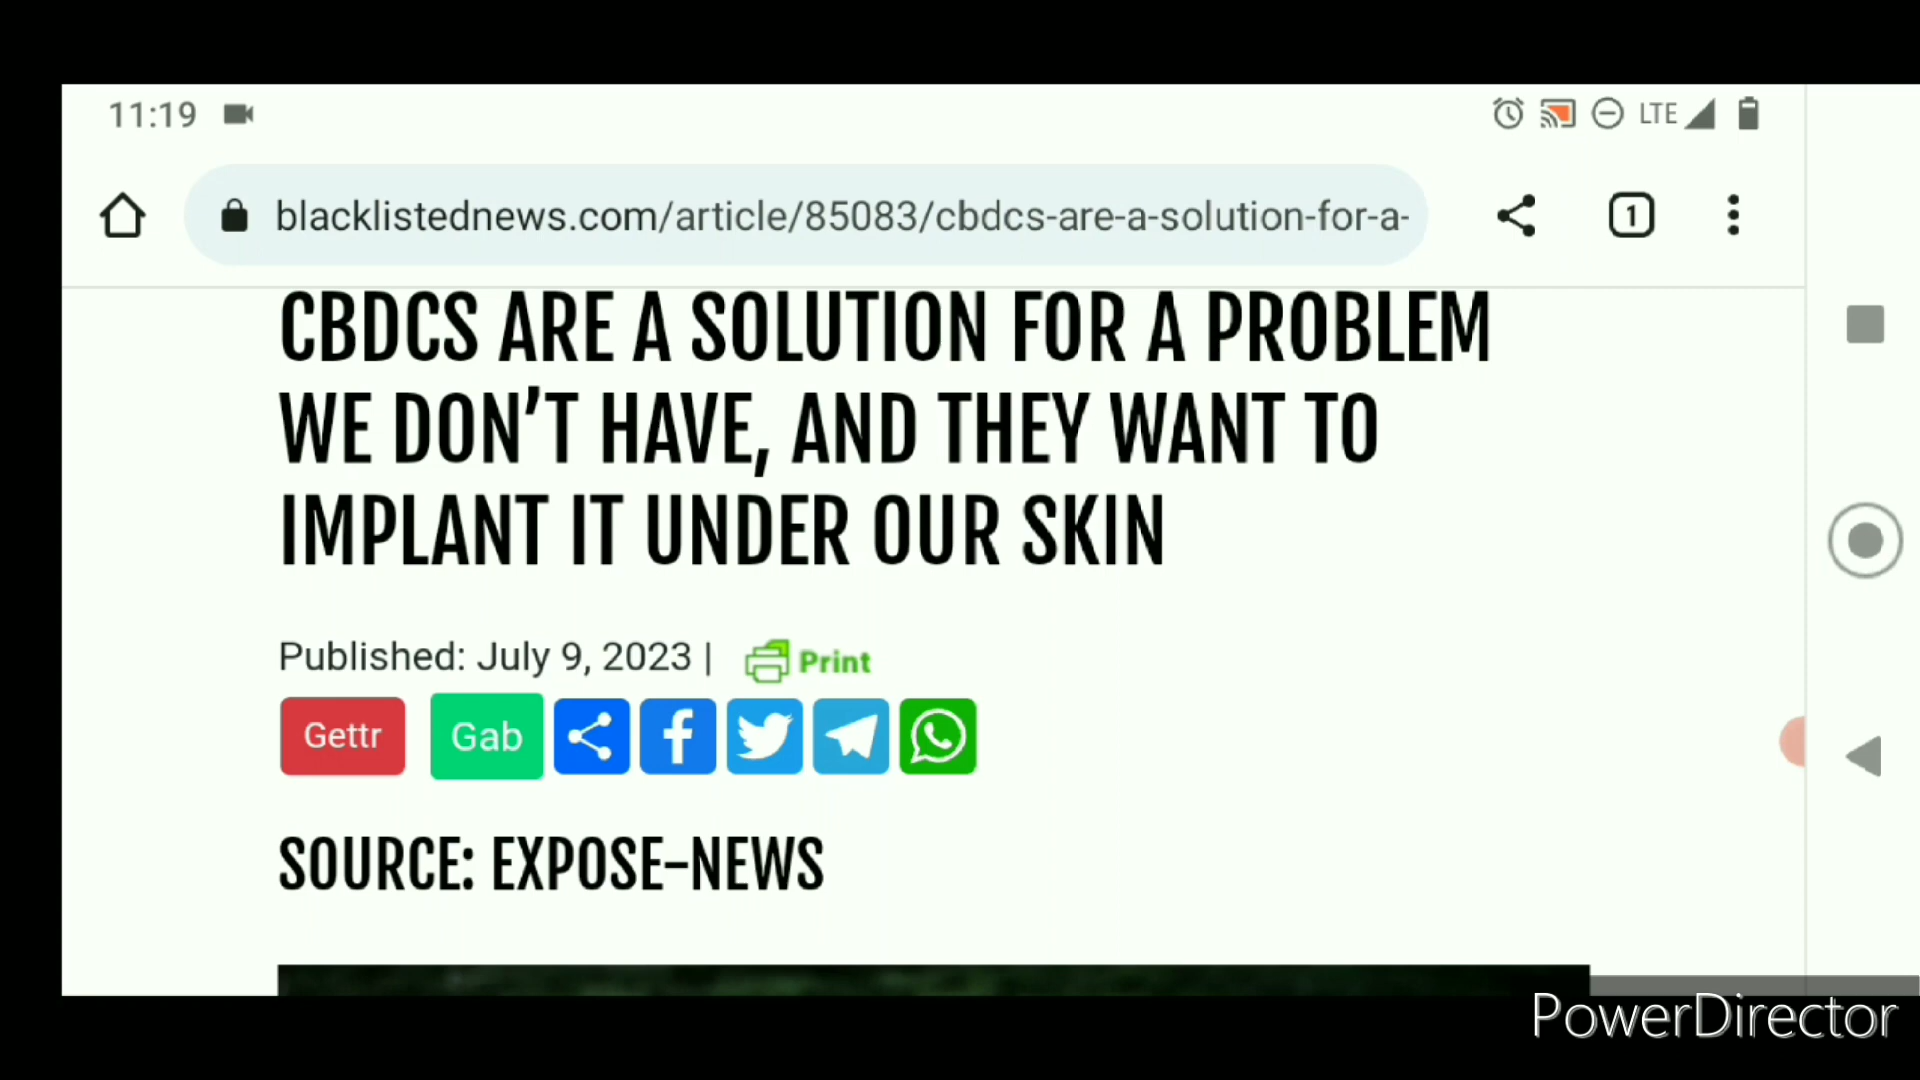 11:19
LTE
blacklistednews.com/article/85083/cbdcs-are-a-solution-for-a-
1
CBDCS ARE A SOLUTION FOR A PROBLEM
WE DON'T HAVE, AND THEY WANT TO
IMPLANT IT UNDER OUR SKIN
Published: July 9, 2023 | Print
Gettr Gab
SOURCE: EXPOSE-NEWS
PowerDirector